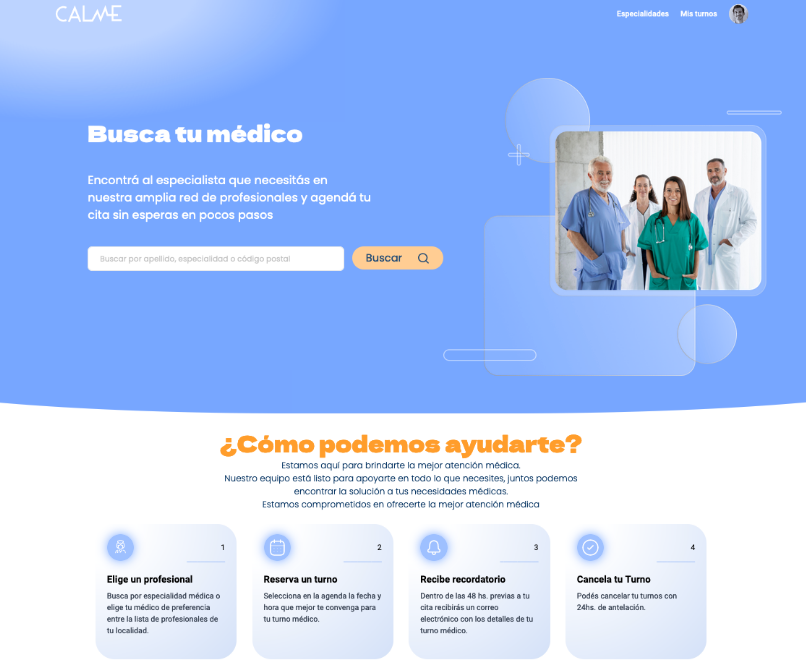 CALME
Especialidades
Mis turnos
Busca tu médico
Encontrá al especialista que necesitás en
nuestra amplia red de profesionales y agendá tu
cita sin esperas en pocos pasos
Buscar por apellido, especialidad o código postal
Buscar
¿Cómo podemos ayudarte?
Estamos aquí para brindarte la mejor atención médica.
Nuestro equipo está listo para apoyarte en todo lo que necesites, juntos podemos
encontrar la solución a tus necesidades médicas.
Estamos comprometidos en ofrecerte la mejor atención médica
1
Elige un profesional
Busca por especialidad médica o
elige tu médico de preferencia
entre la lista de profesionales de
tu localidad.
2
Reserva un turno
Selecciona en la agenda la fecha y
hora que mejor te convenga para
tu turno médico.
3
Recibe recordatorio
Dentro de las 48 hs. previas a tu
cita recibirás un correo
electrónico con los detalles de tu
turno médico.
4
Cancela tu Turno
Podés cancelar tu turnos con
24hs. de antelación.